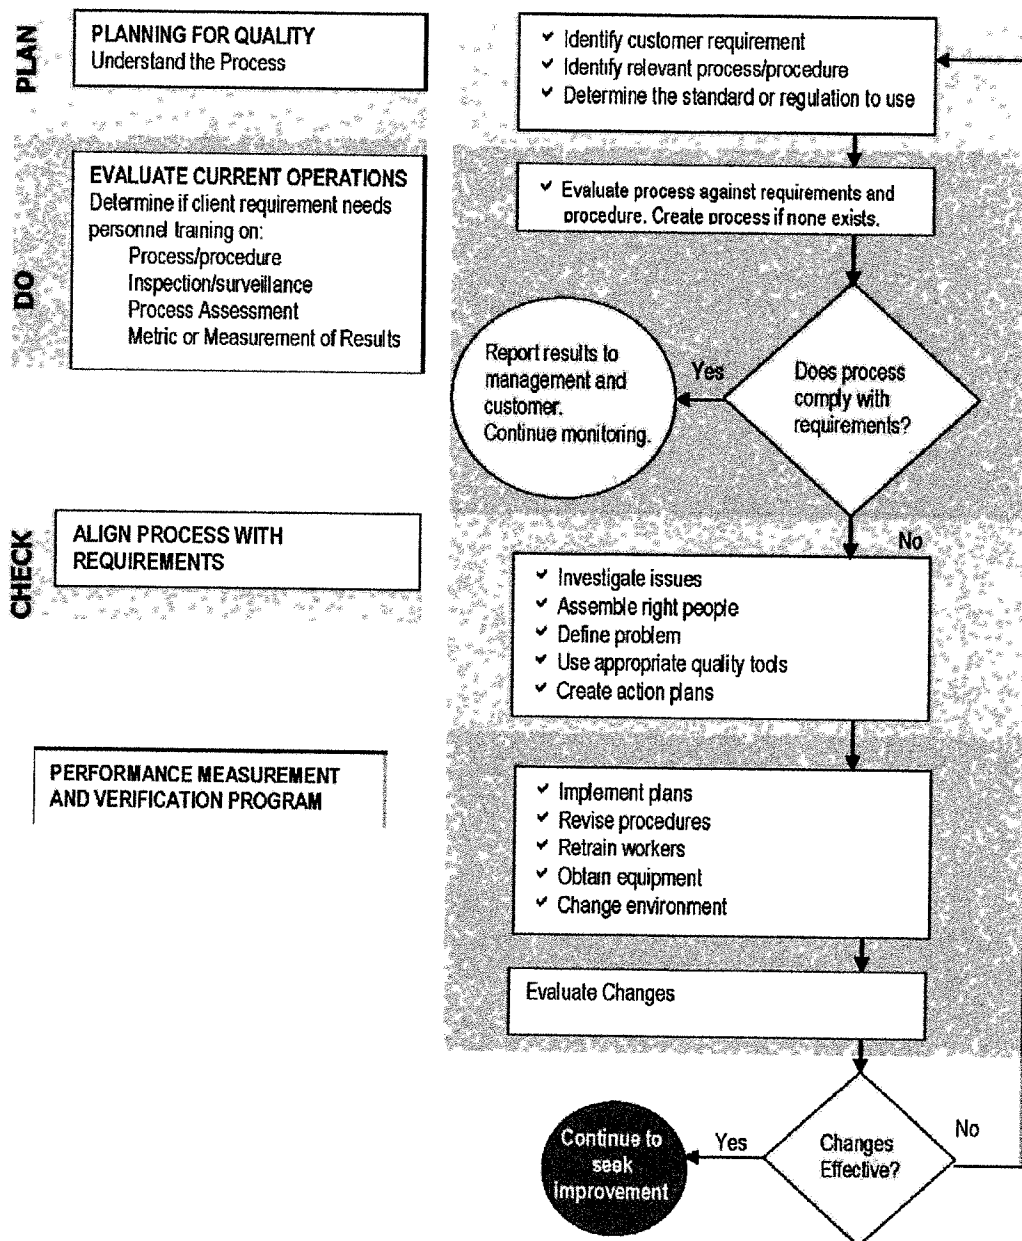 PLAN
PLANNING FOR QUALITY
Understand the Process
✓ Identify customer requirement
✓ Identify relevant process/procedure
✓ Determine the standard or regulation to use
DO
EVALUATE CURRENT OPERATIONS
Determine if client requirement needs
personnel training on:
Process/procedure
Inspection/surveillance
Process Assessment
Metric or Measurement of Results
✓ Evaluate process against requirements and
procedure. Create process if none exists.
Does process
comply with
requirements?
Yes
Report results to
management and
customer.
Continue monitoring.
No
CHECK
ALIGN PROCESS WITH
REQUIREMENTS
✓ Investigate issues
✓ Assemble right people
✓ Define problem
✓ Use appropriate quality tools
✓ Create action plans
PERFORMANCE MEASUREMENT
AND VERIFICATION PROGRAM
✓ Implement plans
✓ Revise procedures
✓ Retrain workers
✓ Obtain equipment
✓ Change environment
Evaluate Changes
Changes
Effective?
Yes
No
Continue to
seek
improvement